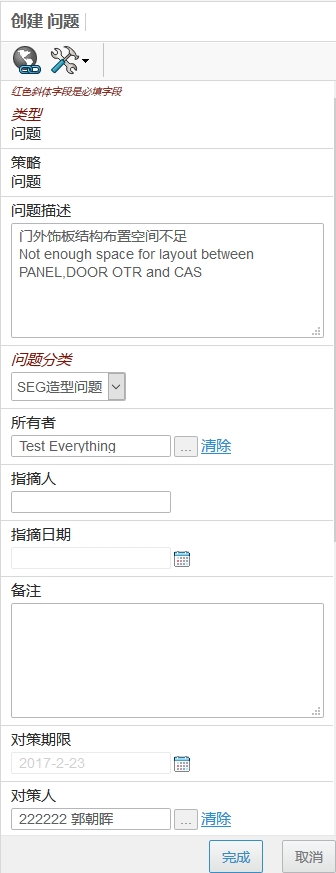 创建 问题
红色斜体字段是必填字段
类型
问题
策略
问题
问题描述
门外饰板结构布置空间不足
Not enough space for layout between
PANEL,DOOR OTR and CAS
问题分类
SEG造型问题
所有者
Test Everything ... 清除
指摘人
指摘日期
备注
对策期限
2017-2-23
对策人
222222 郭朝晖 ... 清除
完成 取消